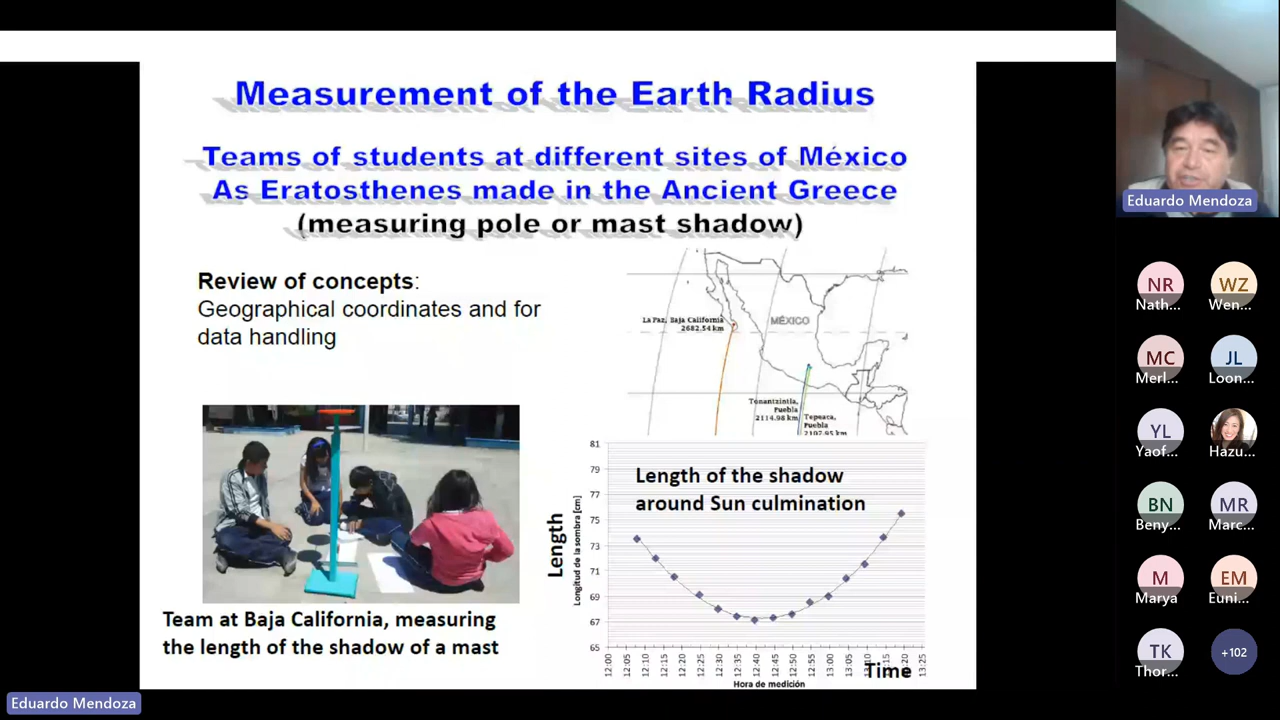 Measurement of the Earth Radius
Teams of students at different sites of México
As Eratosthenes made in the Ancient Greece
(measuring pole or mast shadow)
Review of concepts:
Geographical coordinates and for
data handling
La Paz, Baja California
2682.54 km
MÉXICO
Tonantzintla,
Puebla
2114.98 km
Tepeaca,
Puebla
2107.95 km
Team at Baja California, measuring
the length of the shadow of a mast
Length of the shadow
around Sun culmination
Length
Longitud de la sombra [cm]
81
79
77
75
73
71
69
67
65
12:00
12:05
12:10
12:15
12:20
12:25
12:30
12:35
12:40
12:45
12:50
12:55
13:00
13:05
13:25
Time
Hora de medición
Eduardo Mendoza
NR
Nath...
WZ
Wen...
MC
Merl...
JL
Loon...
YL
Yaof...
Hazu...
BN
Beny...
MR
Marc...
M
Marya
EM
Euni...
TK
Thor...
+102
Eduardo Mendoza